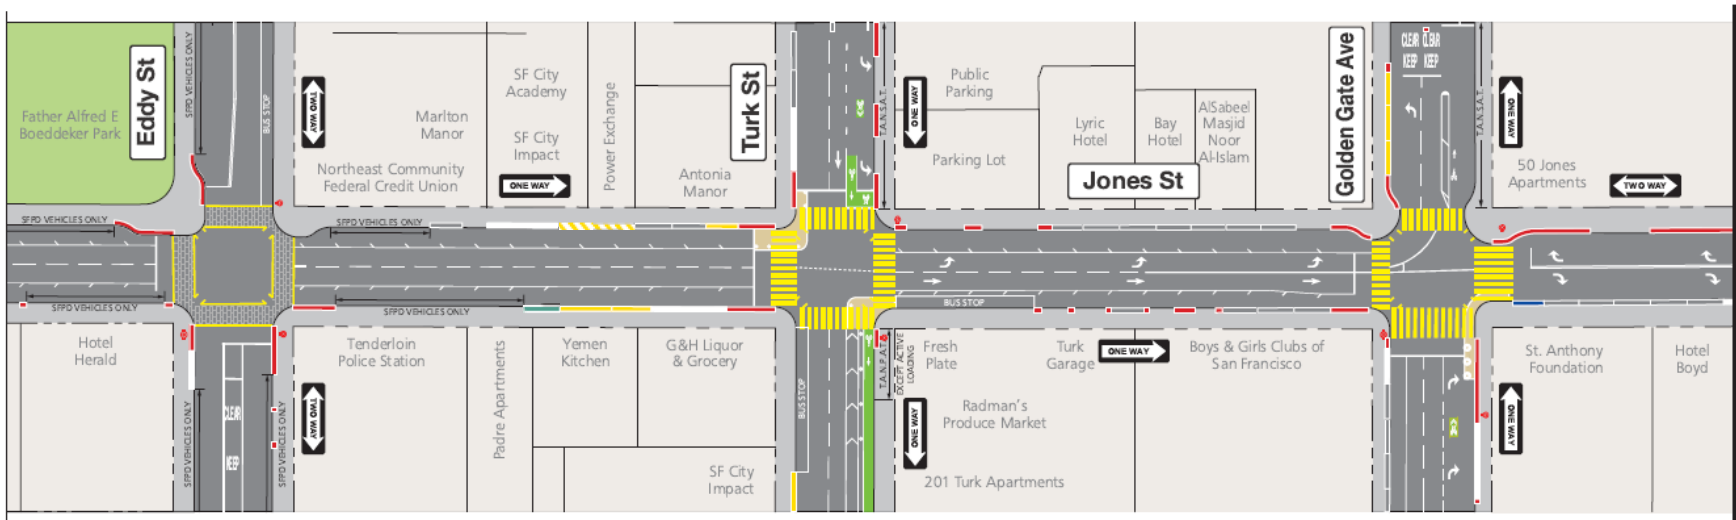 SFPD VEHICLES ONLY
Eddy St
BUS STOP
TWO WAY
Father Alfred E
Boeddeker Park
Marlton
Manor
SF City
Academy
SF City
Impact
Power Exchange
Northeast Community
Federal Credit Union
ONE WAY
Antonia
Manor
Turk St
T.A.N.S.A.T.
ONE WAY
Public
Parking
Parking Lot
Lyric
Hotel
Bay
Hotel
AlSabeel
Masjid
Noor
Al-Islam
Jones St
Golden Gate Ave
CLEAR CLEAR
KEEP KEEP
T.A.N.S.A.T.
ONE WAY
50 Jones
Apartments
TWO WAY
SFPD VEHICLES ONLY
SFPD VEHICLES ONLY
SFPD VEHICLES ONLY
SFPD VEHICLES ONLY
BUS STOP
Hotel
Herald
SFPD VEHICLES ONLY
CLEAR
KEEP
SFPD VEHICLES ONLY
TWO WAY
Tenderloin
Police Station
Padre Apartments
Yemen
Kitchen
G&H Liquor
& Grocery
SF City
Impact
BUS STOP
T.A.N.P.A.T.
EXCEPT ACTIVE
LOADING
ONE WAY
Fresh
Plate
Turk
Garage
ONE WAY
Boys & Girls Clubs of
San Francisco
Radman's
Produce Market
201 Turk Apartments
ONE WAY
St. Anthony
Foundation
Hotel
Boyd